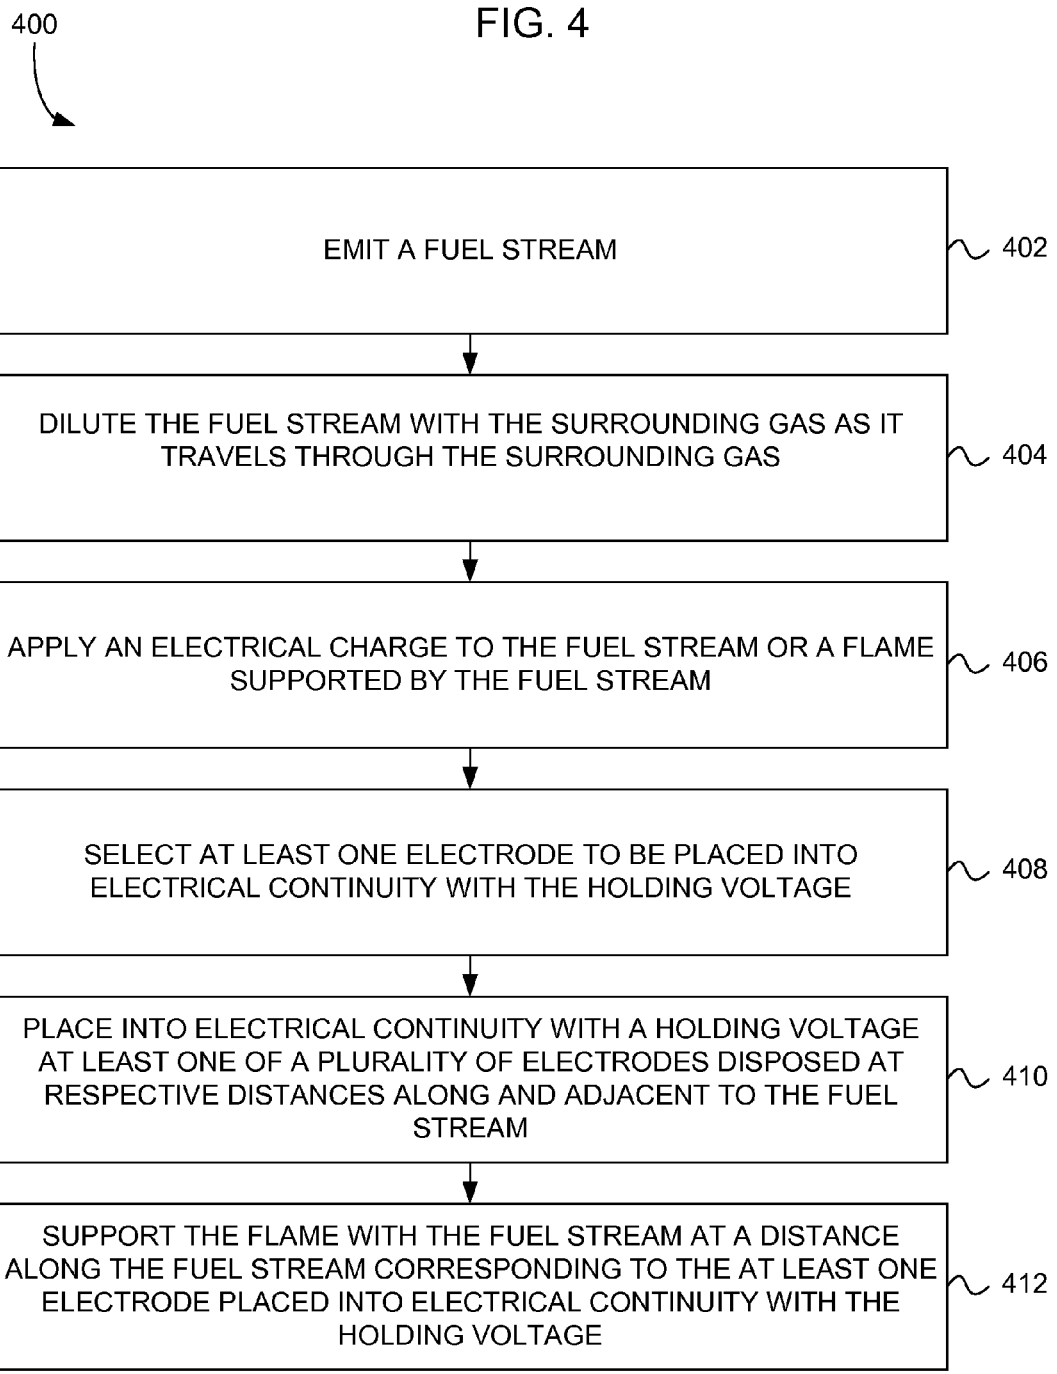 400
FIG. 4
EMIT A FUEL STREAM
402
DILUTE THE FUEL STREAM WITH THE SURROUNDING GAS AS IT
TRAVELS THROUGH THE SURROUNDING GAS
404
APPLY AN ELECTRICAL CHARGE TO THE FUEL STREAM OR A FLAME
SUPPORTED BY THE FUEL STREAM
406
SELECT AT LEAST ONE ELECTRODE TO BE PLACED INTO
ELECTRICAL CONTINUITY WITH THE HOLDING VOLTAGE
408
PLACE INTO ELECTRICAL CONTINUITY WITH A HOLDING VOLTAGE
AT LEAST ONE OF A PLURALITY OF ELECTRODES DISPOSED AT
RESPECTIVE DISTANCES ALONG AND ADJACENT TO THE FUEL
STREAM
410
SUPPORT THE FLAME WITH THE FUEL STREAM AT A DISTANCE
ALONG THE FUEL STREAM CORRESPONDING TO THE AT LEAST ONE
ELECTRODE PLACED INTO ELECTRICAL CONTINUITY WITH THE
HOLDING VOLTAGE
412